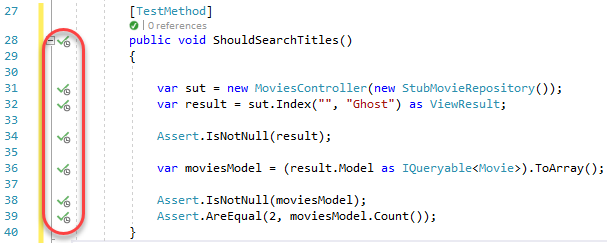 27 [TestMethod]
| 0 references
28 public void ShouldSearchTitles()
29 {
30
31 var sut = new MoviesController(new StubMovieRepository());
32 var result = sut.Index("", "Ghost") as ViewResult;
33
34 Assert.IsNotNull(result);
35
36 var moviesModel = (result.Model as IQueryable<Movie>).ToArray();
37
38 Assert.IsNotNull(moviesModel);
39 Assert.AreEqual(2, moviesModel.Count());
40 }